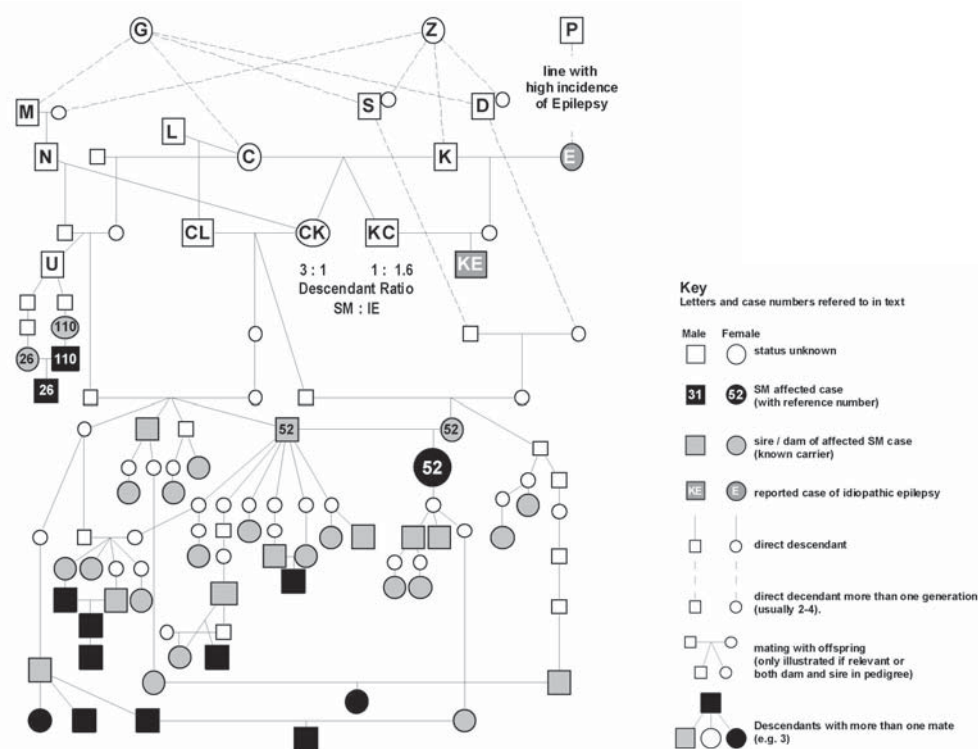 G
Z
P
line with
high incidence
of Epilepsy
M
S
D
L
N
C
K
E
CL
CK
KC
KE
3 : 1
1 : 1.6
Descendant Ratio
SM : IE
U
110
26
110
26
52
52
52
Key
Letters and case numbers refered to in text
Male
Female
status unknown
31
52
SM affected case
(with reference number)
sire / dam of affected SM case
(known carrier)
KE
E
reported case of idiopathic epilepsy
direct descendant
direct decendant more than one generation
(usually 2-4).
mating with offspring
(only illustrated if relevant or
both dam and sire in pedigree)
Descendants with more than one mate
(e.g. 3)